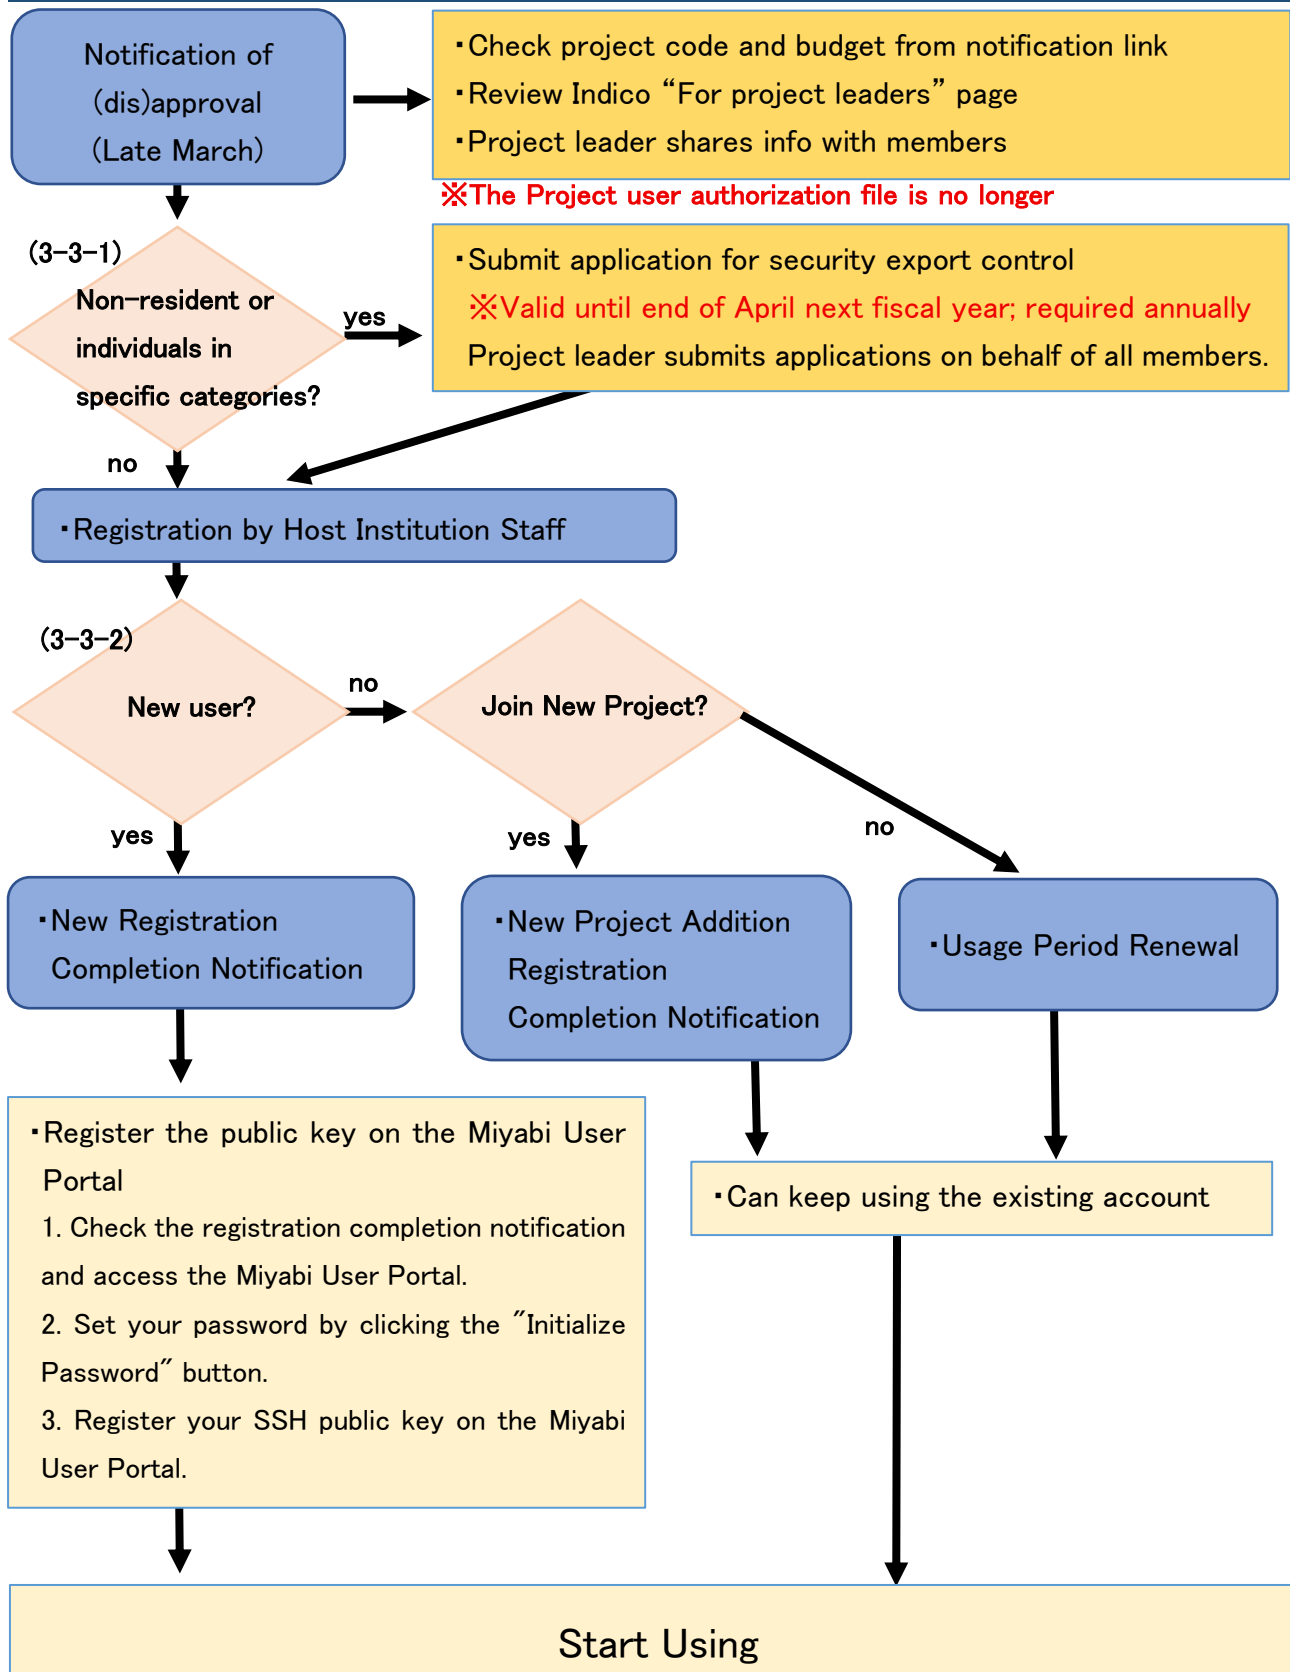 Notification of
(dis)approval
(Late March)
・Check project code and budget from notification link
・Review Indico “For project leaders” page
・Project leader shares info with members
※The Project user authorization file is no longer
(3-3-1)
Non-resident or
individuals in
specific categories?
yes
・Submit application for security export control
※Valid until end of April next fiscal year; required annually
Project leader submits applications on behalf of all members.
no
・Registration by Host Institution Staff
(3-3-2)
New user?
no
Join New Project?
yes
yes
no
・New Registration
Completion Notification
・New Project Addition
Registration
Completion Notification
・Usage Period Renewal
・Register the public key on the Miyabi User
Portal
1. Check the registration completion notification
and access the Miyabi User Portal.
2. Set your password by clicking the "Initialize
Password" button.
3. Register your SSH public key on the Miyabi
User Portal.
・Can keep using the existing account
Start Using